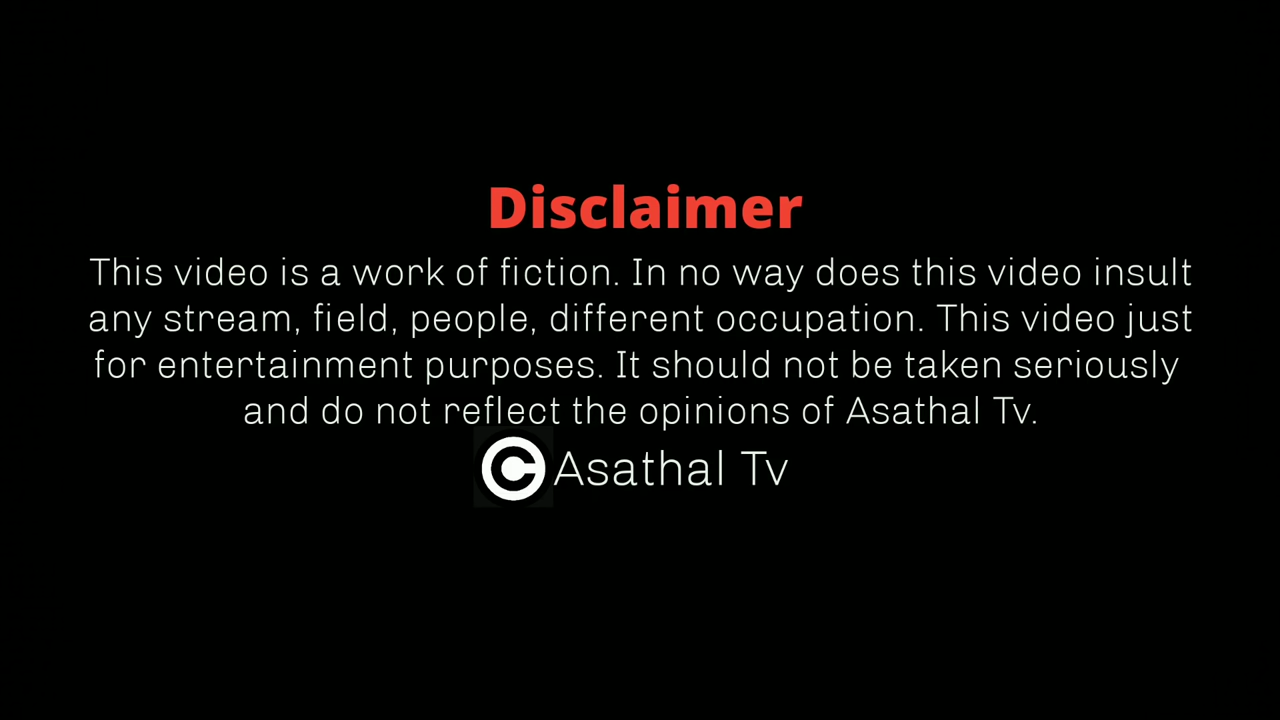 Disclaimer
This video is a work of fiction. In no way does this video insult
any stream, field, people, different occupation. This video just
for entertainment purposes. It should not be taken seriously
and do not reflect the opinions of Asathal Tv.
© Asathal Tv